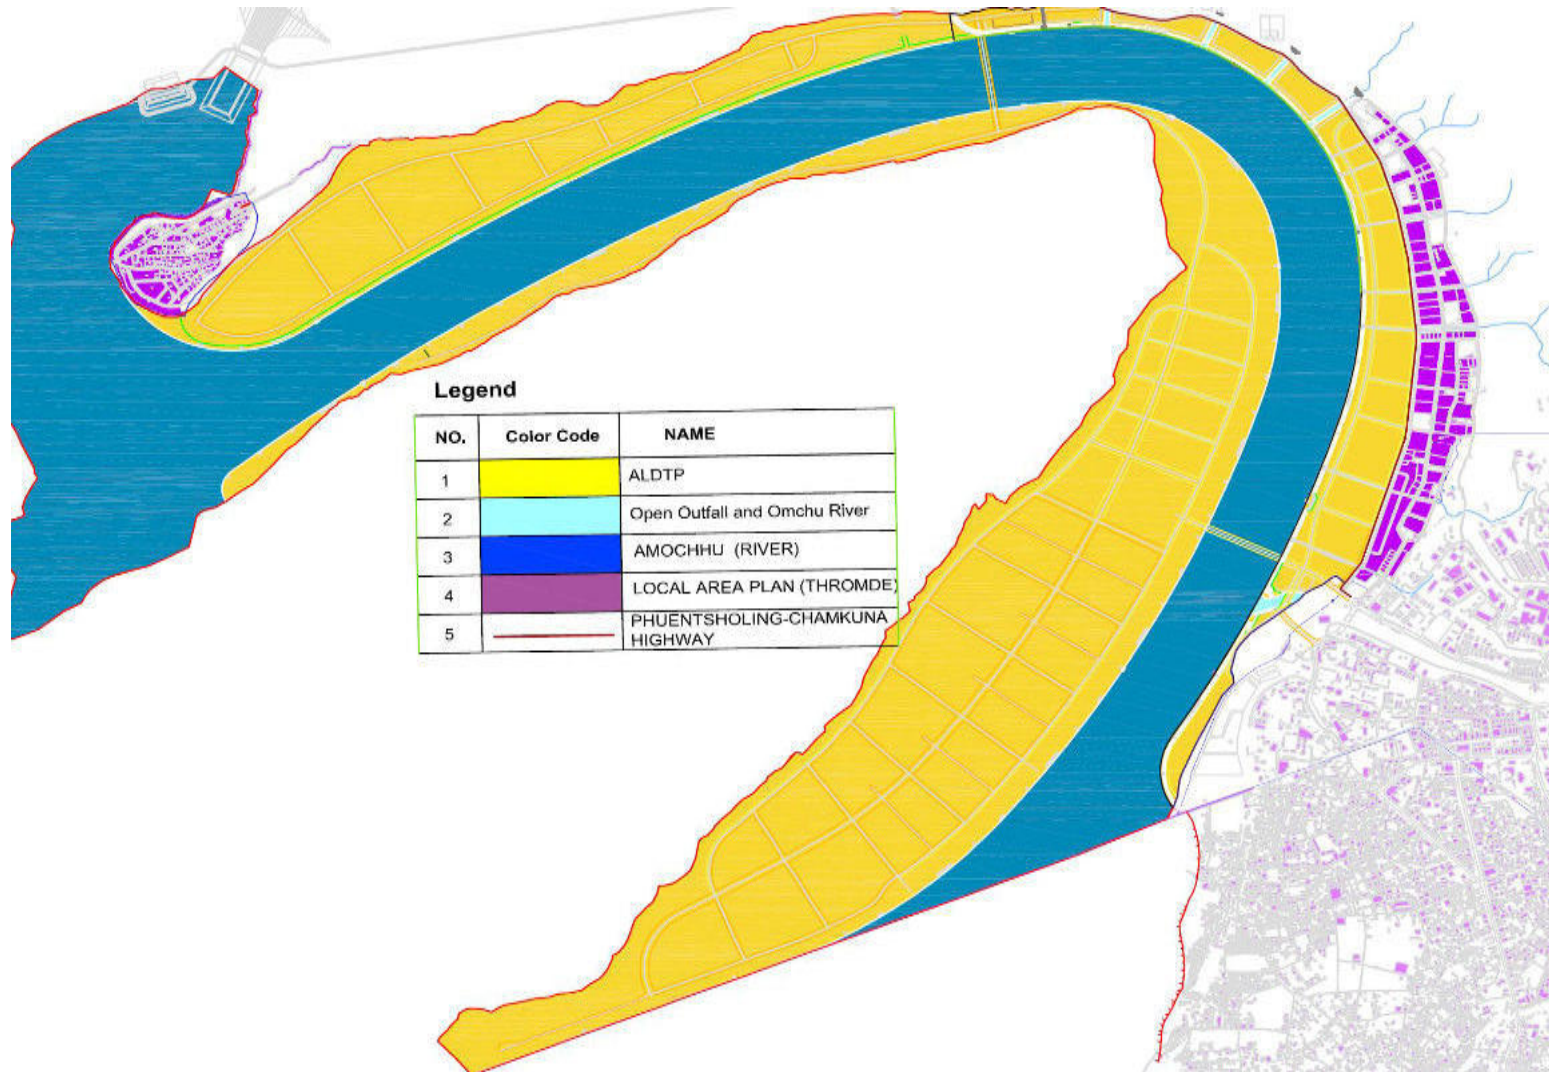 Legend
NO. Color Code NAME
1 ALDTP
2 Open Outfall and Omchu River
3 AMOCHHU (RIVER)
4 LOCAL AREA PLAN (THROMDE)
5 PHUENTSHOLING-CHAMKUNA
HIGHWAY